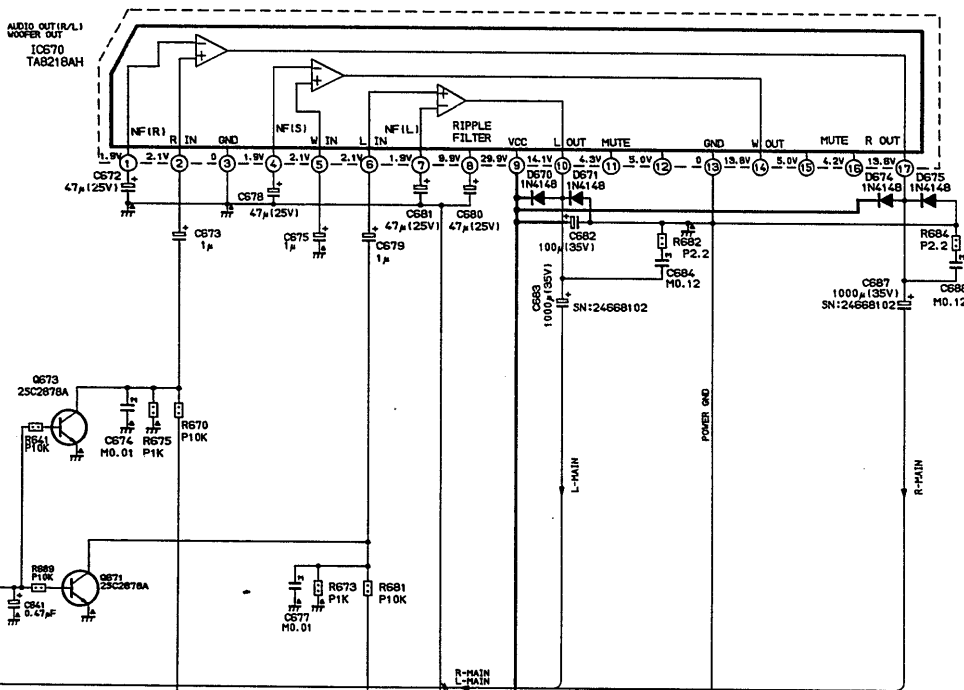 AUDIO OUT(R/L)
WOOFER OUT
IC670
TA8218AH
NF(R)
R IN
GND
NF(S)
W IN
L IN
NF(L)
RIPPLE
FILTER
VCC
L OUT
MUTE
GND
W OUT
MUTE
R OUT
1.9V
2.1V
0
1.9V
2.1V
2.1V
1.9V
9.9V
29.9V
14.1V
4.3V
5.0V
0
13.8V
5.0V
4.2V
13.8V
1
2
3
4
5
6
7
8
9
10
11
12
13
14
15
16
17
C672
47μ(25V)
C678
47μ(25V)
C681
47μ(25V)
C680
47μ(25V)
D670
1N4148
D671
1N4148
D674
1N4148
D675
1N4148
C673
1μ
C675
1μ
C679
1μ
C682
100μ(35V)
R682
P2.2
C684
M0.12
C683
1000μ(35V)
SN:24668102
R684
P2.2
C687
1000μ(35V)
SN:24668102
C688
M0.12
Q673
2SC2878A
R641
P10K
C674
M0.01
R675
P1K
R670
P10K
POWER GND
L-MAIN
R-MAIN
R689
P10K
Q671
2SC2878A
C641
0.47μF
C677
M0.01
R673
P1K
R681
P10K
R-MAIN
L-MAIN